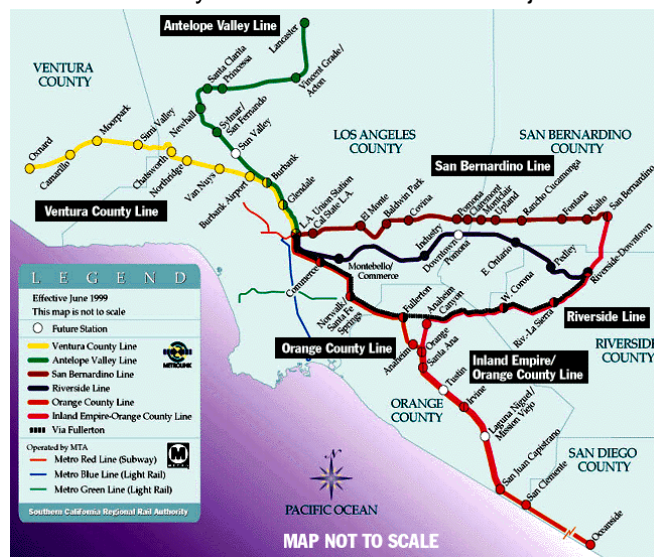 Antelope Valley Line
Lancaster
Santa Clarita
Princessa
Vincent Grade/
Acton
VENTURA
COUNTY
Newhall
Sylmar/
San Fernando
Sun Valley
Moorpark
Simi Valley
Oxnard
Camarillo
Chatsworth
Northridge
Van Nuys
Burbank Airport
Burbank
Glendale
LOS ANGELES
COUNTY
SAN BERNARDINO
COUNTY
San Bernardino Line
Ventura County Line
L.A. Union Station
Cal State L.A.
El Monte
Baldwin Park
Covina
Pomona
Claremont
Montclair
Upland
Rancho Cucamonga
Fontana
Rialto
San Bernardino
Commerce
Montebello/
Commerce
Industry
Downtown
Pomona
E. Ontario
Pedley
Riverside-Downtown
Norwalk/
Santa Fe
Springs
Fullerton
Anaheim
Canyon
W. Corona
Riv.-La Sierra
Riverside Line
RIVERSIDE
COUNTY
Orange County Line
Anaheim
Orange
Santa Ana
Inland Empire/
Orange County Line
ORANGE
COUNTY
Tustin
Irvine
Laguna Niguel/
Mission Viejo
San Juan Capistrano
San Clemente
SAN DIEGO
COUNTY
Oceanside
LEGEND
Effective June 1999
This map is not to scale
Future Station
Ventura County Line
Antelope Valley Line
San Bernardino Line
Riverside Line
Orange County Line
Inland Empire-Orange County Line
Via Fullerton
METROLINK
Operated by MTA
Metro Red Line (Subway)
Metro Blue Line (Light Rail)
Metro Green Line (Light Rail)
M
METRO
Southern California Regional Rail Authority
N
PACIFIC OCEAN
MAP NOT TO SCALE